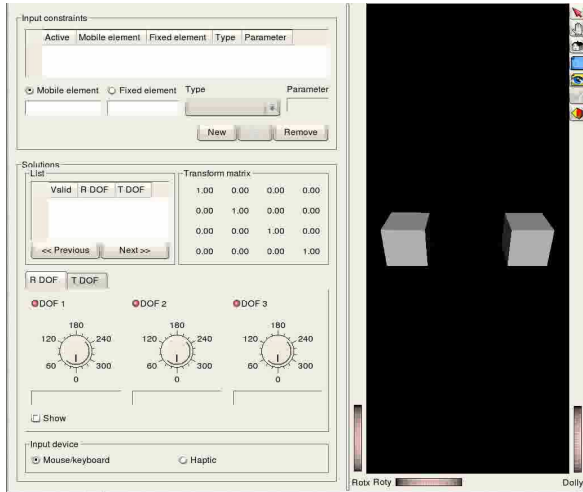 Input constraints
Active Mobile element Fixed element Type Parameter
Mobile element Fixed element Type Parameter
New Remove
Solutions
List Transform matrix
Valid R DOF T DOF
1.00 0.00 0.00 0.00
0.00 1.00 0.00 0.00
0.00 0.00 1.00 0.00
0.00 0.00 0.00 1.00
<< Previous Next >>
R DOF T DOF
DOF 1 DOF 2 DOF 3
180 180 180
120 240 120 240 120 240
60 300 60 300 60 300
0 0 0
Show
Input device
Mouse/keyboard Haptic
Rotx Roty Dolly